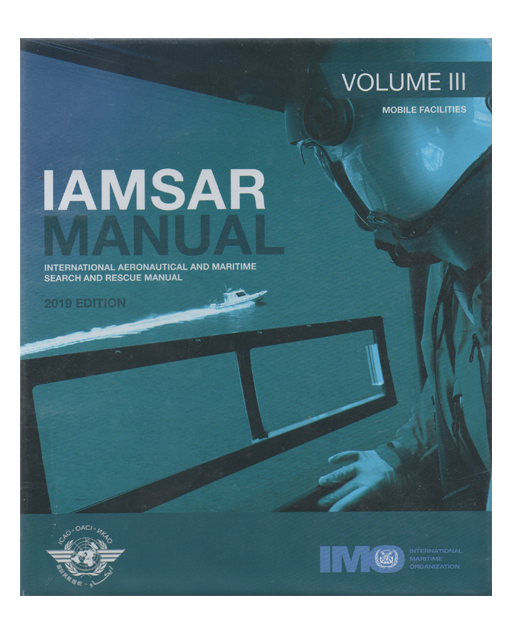 VOLUME III
MOBILE FACILITIES
IAMSAR
MANUAL
INTERNATIONAL AERONAUTICAL AND MARITIME
SEARCH AND RESCUE MANUAL
2019 EDITION
ICAO · OACI · ИКАО
IMO
INTERNATIONAL
MARITIME
ORGANIZATION